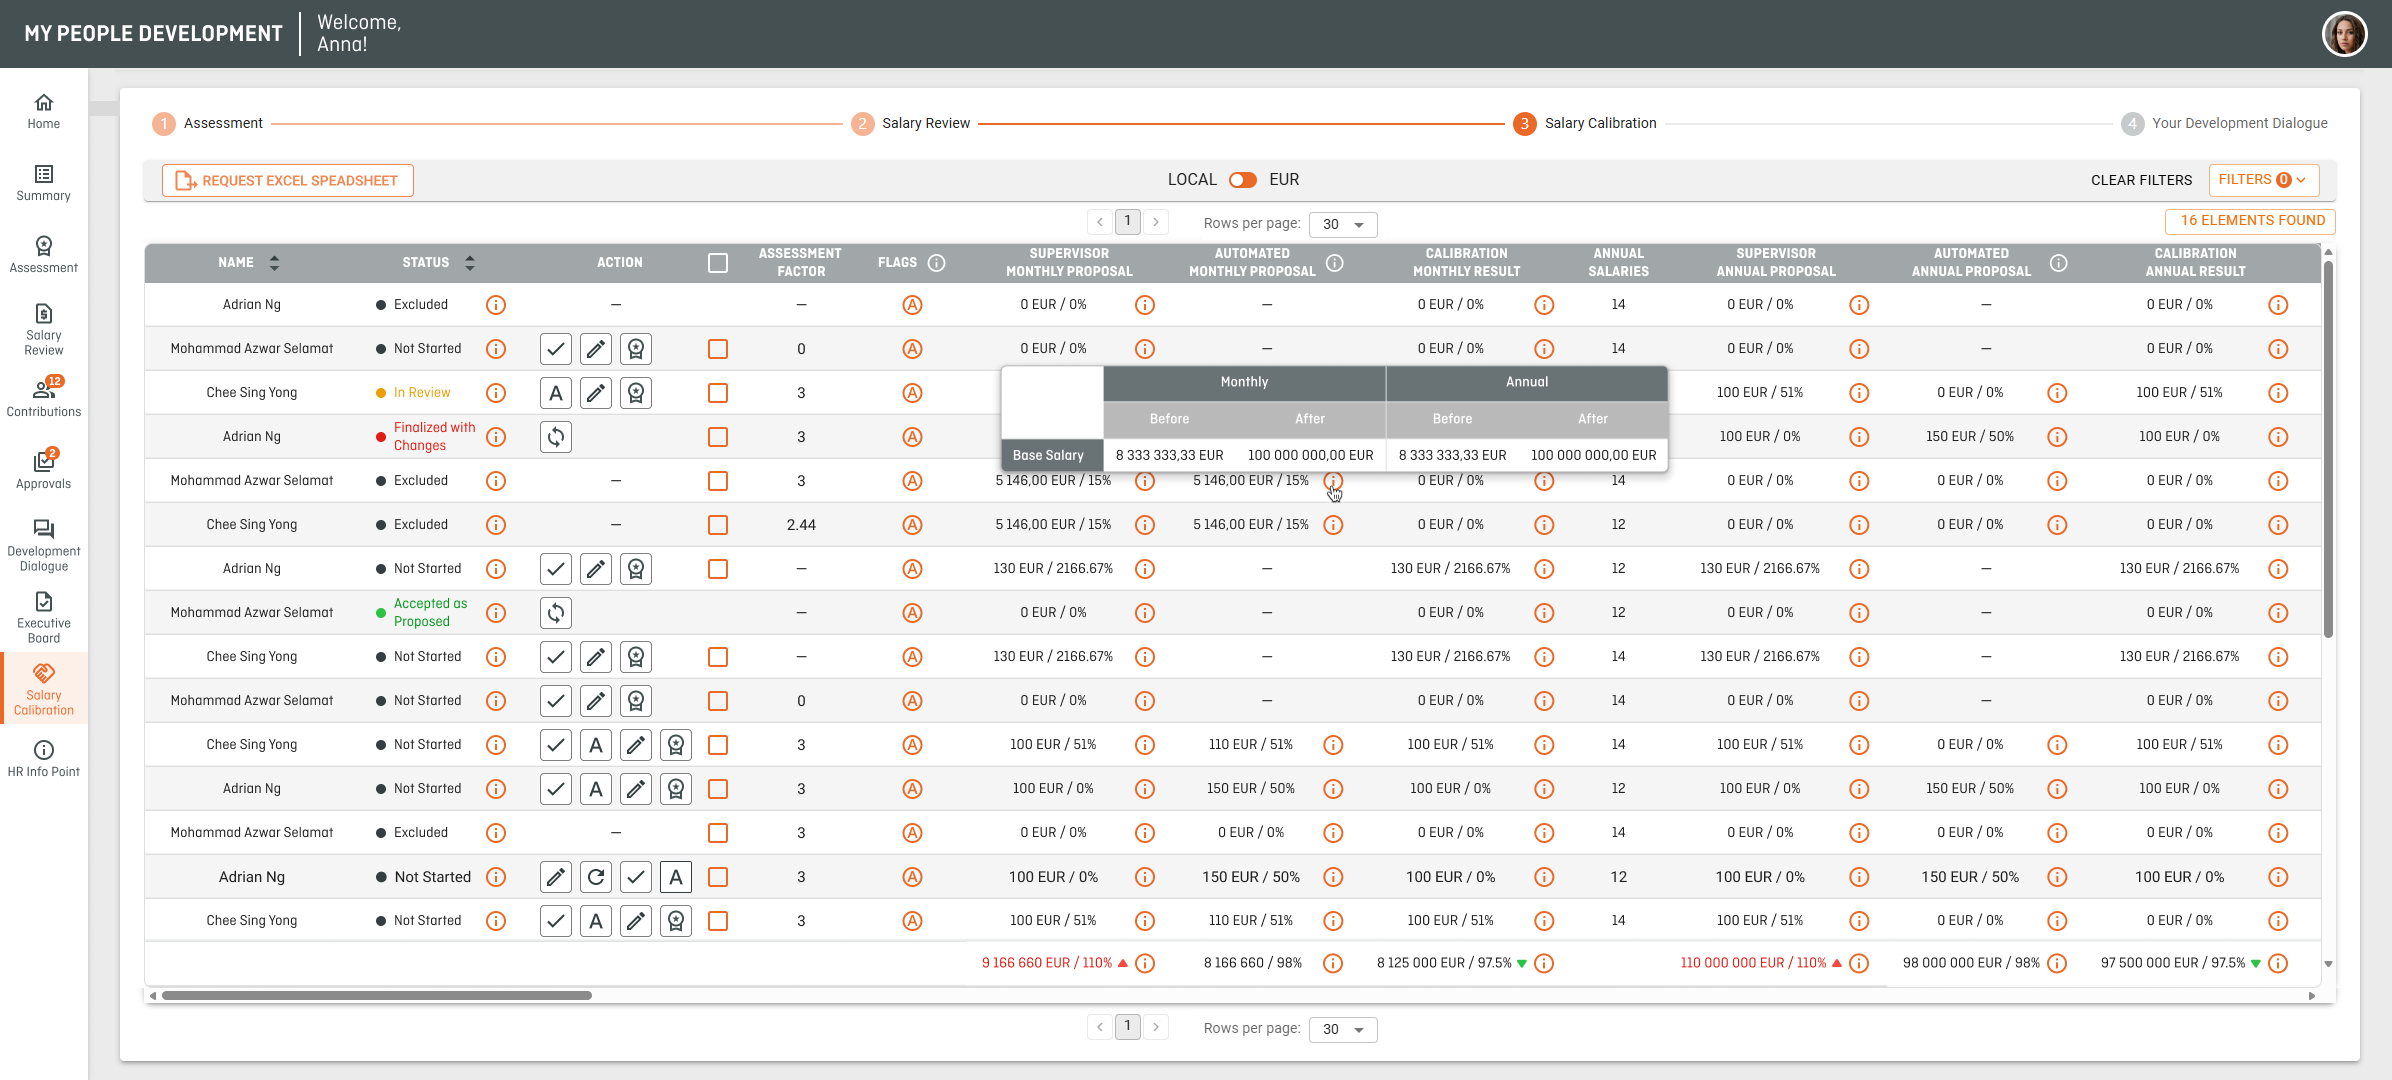 MY PEOPLE DEVELOPMENT
Welcome,
Anna!
Home
Summary
Assessment
Salary
Review
12
Contributions
2
Approvals
Development
Dialogue
Executive
Board
Salary
Calibration
HR Info Point
1 Assessment 2 Salary Review 3 Salary Calibration 4 Your Development Dialogue
REQUEST EXCEL SPEADSHEET LOCAL EUR CLEAR FILTERS FILTERS 0
1 Rows per page: 30 16 ELEMENTS FOUND
NAME STATUS ACTION ASSESSMENT FACTOR FLAGS SUPERVISOR MONTHLY PROPOSAL AUTOMATED MONTHLY PROPOSAL CALIBRATION MONTHLY RESULT ANNUAL SALARIES SUPERVISOR ANNUAL PROPOSAL AUTOMATED ANNUAL PROPOSAL CALIBRATION ANNUAL RESULT
Adrian Ng Excluded – – A 0 EUR / 0% – 0 EUR / 0% 14 0 EUR / 0% – 0 EUR / 0%
Mohammad Azwar Selamat Not Started 0 A 0 EUR / 0% – 0 EUR / 0% 14 0 EUR / 0% – 0 EUR / 0%
Chee Sing Yong In Review A 3 A 100 EUR / 51% 0 EUR / 0% 100 EUR / 51%
Adrian Ng Finalized with Changes 3 A 100 EUR / 0% 150 EUR / 50% 100 EUR / 0%
Monthly Annual
Before After Before After
Base Salary 8 333 333,33 EUR 100 000 000,00 EUR 8 333 333,33 EUR 100 000 000,00 EUR
Mohammad Azwar Selamat Excluded – 3 A 5 146,00 EUR / 15% 5 146,00 EUR / 15% 0 EUR / 0% 14 0 EUR / 0% 0 EUR / 0% 0 EUR / 0%
Chee Sing Yong Excluded – 2.44 A 5 146,00 EUR / 15% 5 146,00 EUR / 15% 0 EUR / 0% 12 0 EUR / 0% 0 EUR / 0% 0 EUR / 0%
Adrian Ng Not Started – A 130 EUR / 2166.67% – 130 EUR / 2166.67% 12 130 EUR / 2166.67% – 130 EUR / 2166.67%
Mohammad Azwar Selamat Accepted as Proposed – A 0 EUR / 0% – 0 EUR / 0% 12 0 EUR / 0% – 0 EUR / 0%
Chee Sing Yong Not Started – A 130 EUR / 2166.67% – 130 EUR / 2166.67% 14 130 EUR / 2166.67% – 130 EUR / 2166.67%
Mohammad Azwar Selamat Not Started 0 A 0 EUR / 0% – 0 EUR / 0% 14 0 EUR / 0% – 0 EUR / 0%
Chee Sing Yong Not Started A 3 A 100 EUR / 51% 110 EUR / 51% 100 EUR / 51% 14 100 EUR / 51% 0 EUR / 0% 100 EUR / 51%
Adrian Ng Not Started A 3 A 100 EUR / 0% 150 EUR / 50% 100 EUR / 0% 12 100 EUR / 0% 150 EUR / 50% 100 EUR / 0%
Mohammad Azwar Selamat Excluded – 3 A 0 EUR / 0% 0 EUR / 0% 0 EUR / 0% 14 0 EUR / 0% 0 EUR / 0% 0 EUR / 0%
Adrian Ng Not Started A 3 A 100 EUR / 0% 150 EUR / 50% 100 EUR / 0% 12 100 EUR / 0% 150 EUR / 50% 100 EUR / 0%
Chee Sing Yong Not Started A 3 A 100 EUR / 51% 110 EUR / 51% 100 EUR / 51% 14 100 EUR / 51% 0 EUR / 0% 0 EUR / 0%
9 166 660 EUR / 110% 8 166 660 / 98% 8 125 000 EUR / 97.5% 110 000 000 EUR / 110% 98 000 000 EUR / 98% 97 500 000 EUR / 97.5%
1 Rows per page: 30